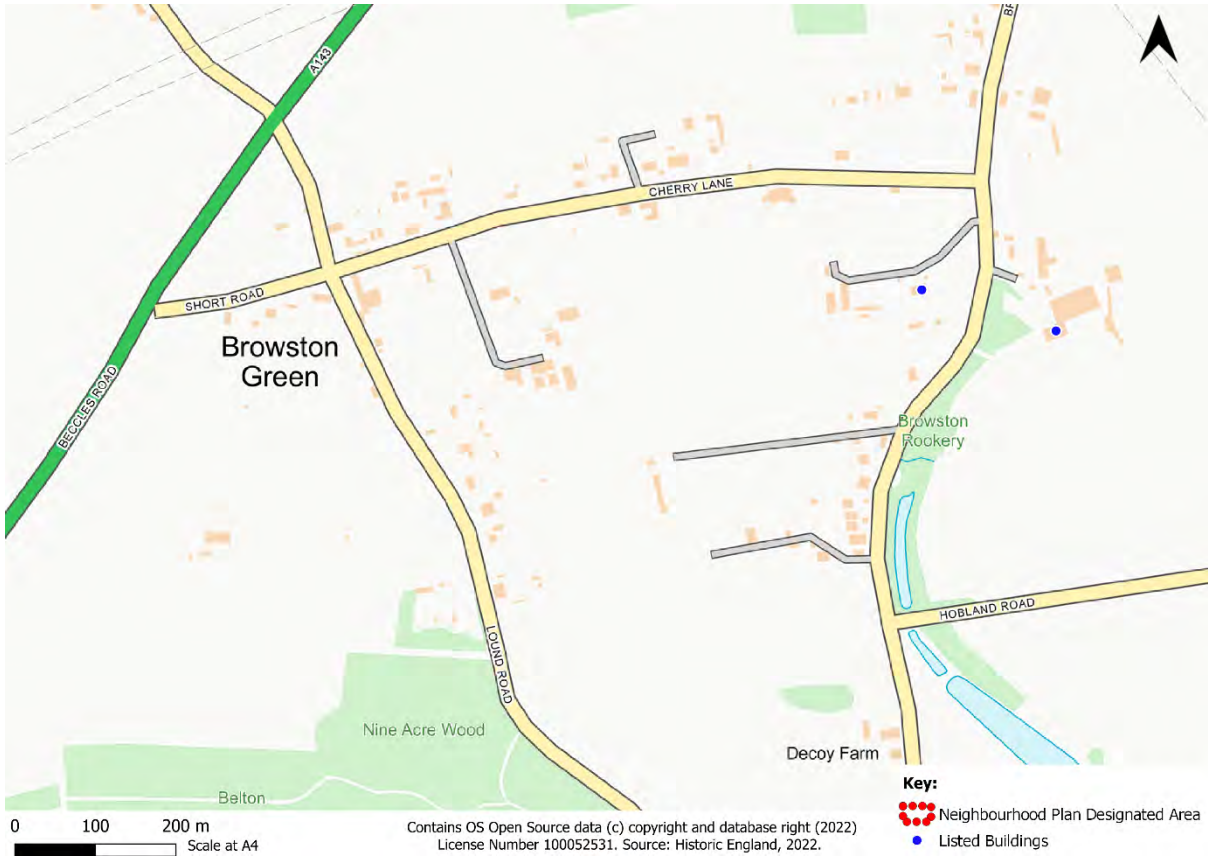 A143
BR
CHERRY LANE
SHORT ROAD
Browston
Green
BECCLES ROAD
Browston
Rookery
HOBLAND ROAD
LOUND ROAD
Nine Acre Wood
Decoy Farm
Belton
Key:
Neighbourhood Plan Designated Area
Listed Buildings
0 100 200 m
Scale at A4
Contains OS Open Source data (c) copyright and database right (2022)
License Number 100052531. Source: Historic England, 2022.